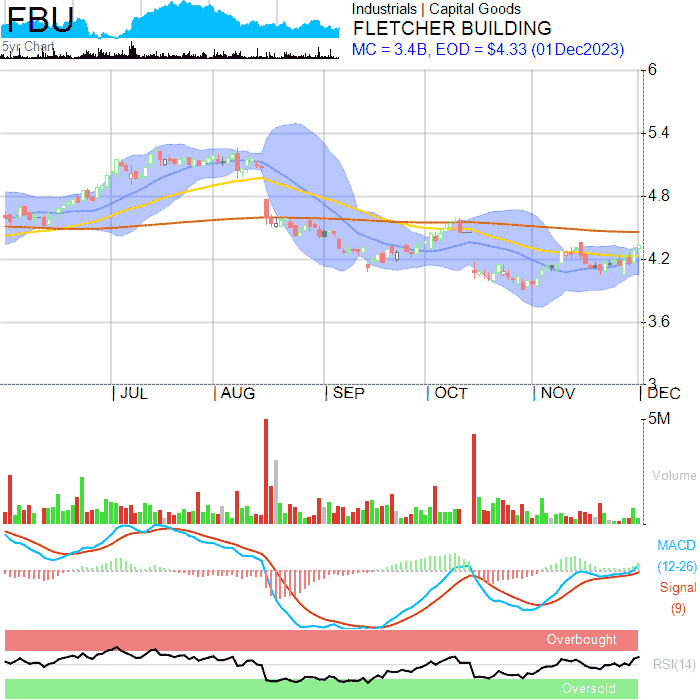 FBU
5yr Chart
Industrials | Capital Goods
FLETCHER BUILDING
MC = 3.4B, EOD = $4.33 (01Dec2023)
6
5.4
4.8
4.2
3.6
3
JUL AUG SEP OCT NOV DEC
5M
Volume
MACD
(12-26)
Signal
(9)
Overbought
RSI(14)
Oversold